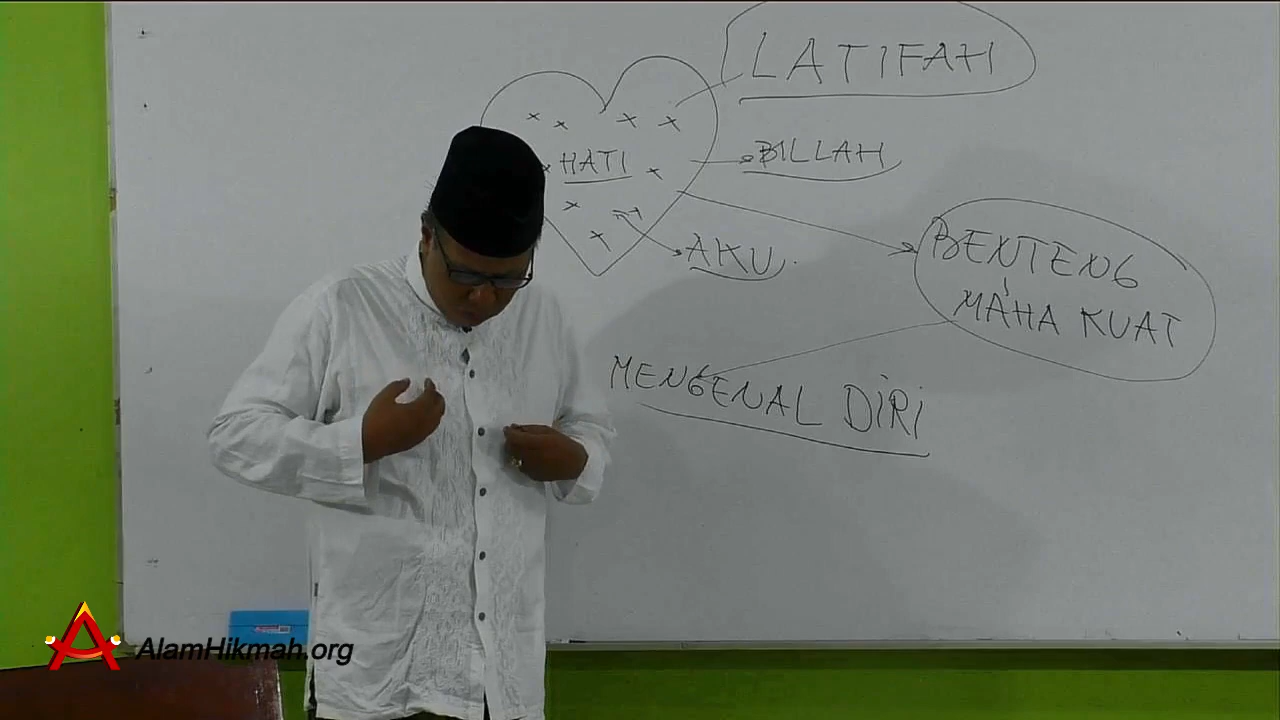 LATIFAH
HATI
BILLAH
AKU
BENTENG
MAHA KUAT
MENGENAL DIRI
AlamHikmah.org